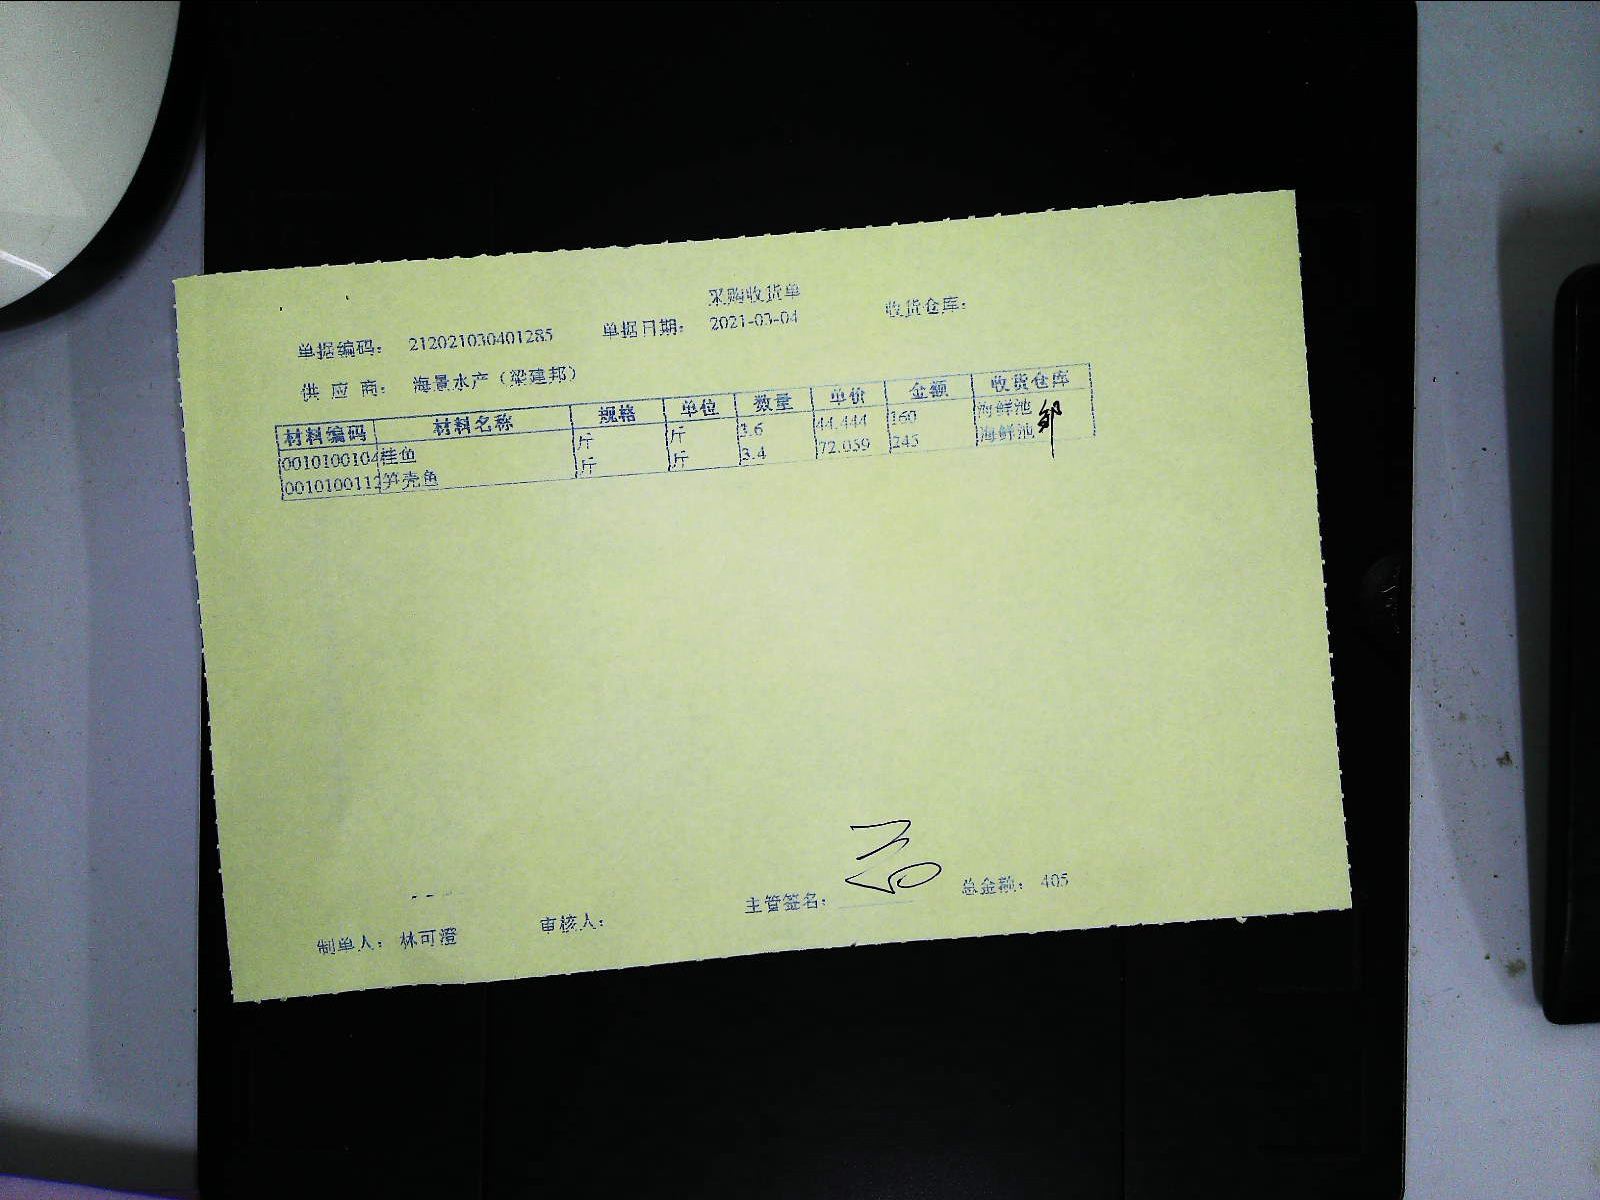 采购收货单
单据编码： 212021030401285 单据日期： 2021-03-04 收货仓库：
供 应 商： 海景水产（梁建邦）
材料编码 材料名称 规格 单位 数量 单价 金额 收货仓库
0010100104 桂鱼 斤 斤 3.6 44.444 160 海鲜池
0010100112 笋壳鱼 斤 斤 3.4 72.059 245 海鲜池
制单人： 林可澄 审核人： 主管签名： 总金额： 405